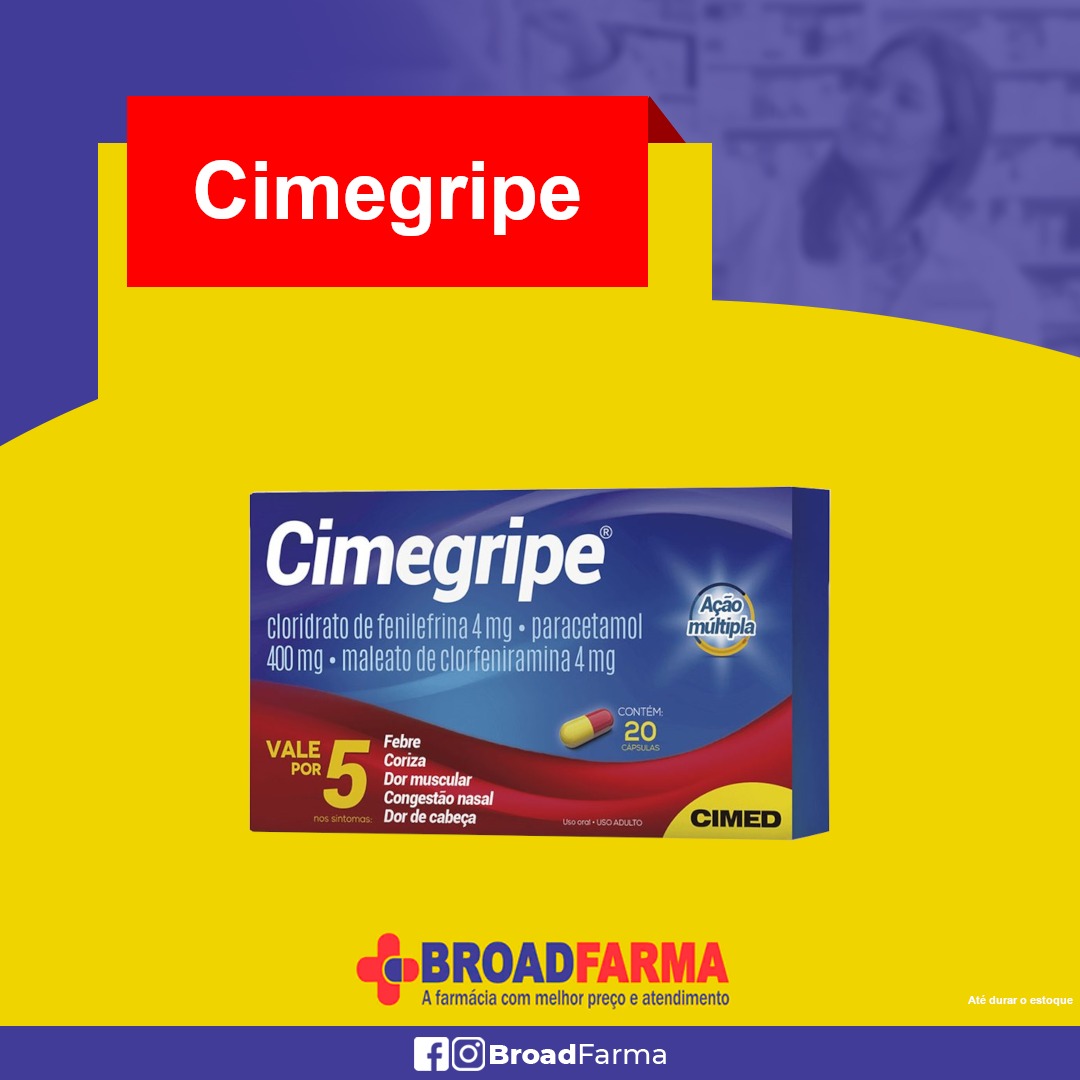 Cimegripe
Cimegripe®
cloridrato de fenilefrina 4 mg • paracetamol
400 mg • maleato de clorfeniramina 4 mg
Ação
múltipla
CONTÉM:
20
CÁPSULAS
VALE
POR
5
nos sintomas:
Febre
Coriza
Dor muscular
Congestão nasal
Dor de cabeça
Uso oral • USO ADULTO
CIMED
BROADFARMA
A farmácia com melhor preço e atendimento
Até durar o estoque
BroadFarma